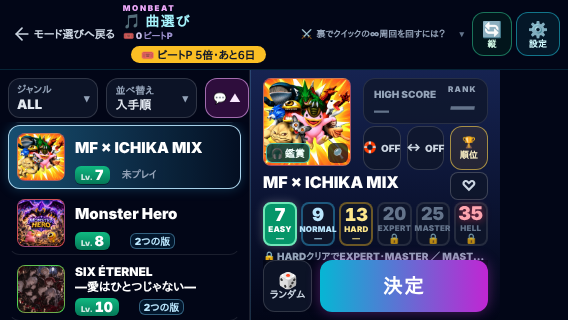 MONBEAT
← モード選びへ戻る
🎵 曲選び
🎟️ 0 ビートP
🎟️ ビートP 5倍・あと6日
⚔️ 裏でクイックの∞周回を回すには？ ▼
🔄 縦
⚙️ 設定
ジャンル
ALL ▼
並べ替え
入手順 ▼
💬 ▲
MF × ICHIKA MIX
Lv. 7 未プレイ
Monster Hero
Lv. 8 2つの版
SIX ÉTERNEL
―愛はひとつじゃない―
Lv. 10 2つの版
🎧 鑑賞 🔍
HIGH SCORE RANK
— —
🛟 OFF ↔ OFF
🏆 順位
MF × ICHIKA MIX
♡
7 EASY —
9 NORMAL —
13 HARD —
20 EXPERT 🔒
25 MASTER 🔒
35 HELL 🔒
🔒 HARDクリアでEXPERT・MASTER ／ MAST…
🎲 ランダム
決定